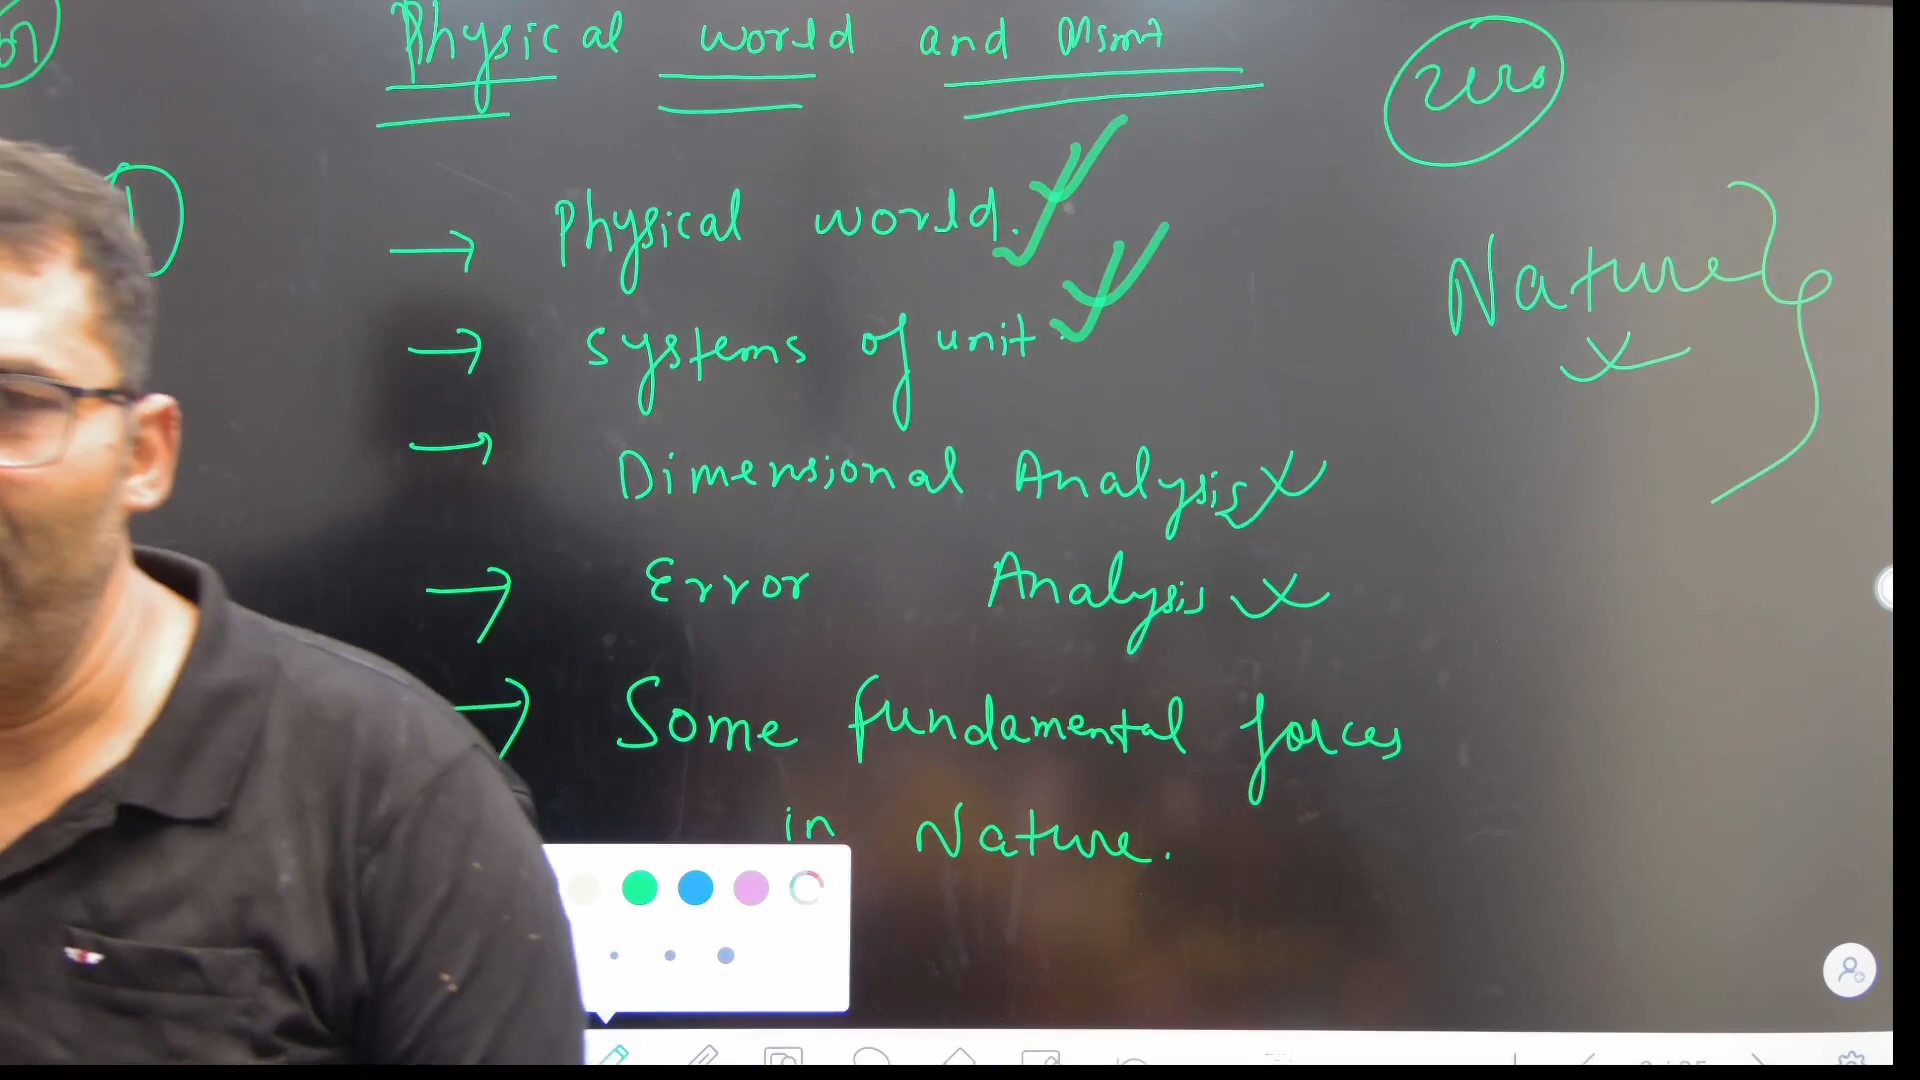 Physical world and Msmt
zero
→ Physical world.
Nature
→ systems of unit
→ Dimensional Analysis
→ Error Analysis
→ Some fundamental forces
in Nature.